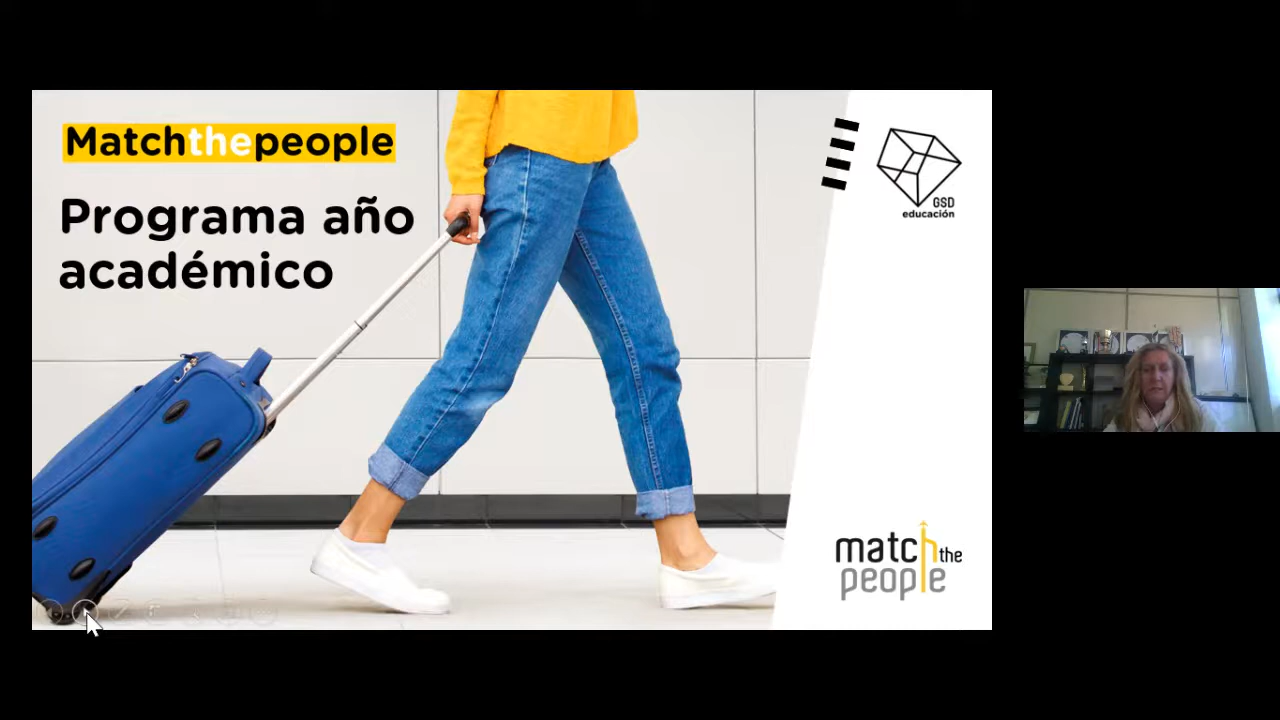 Matchthepeople
Programa año
académico
GSD
educación
match the
people